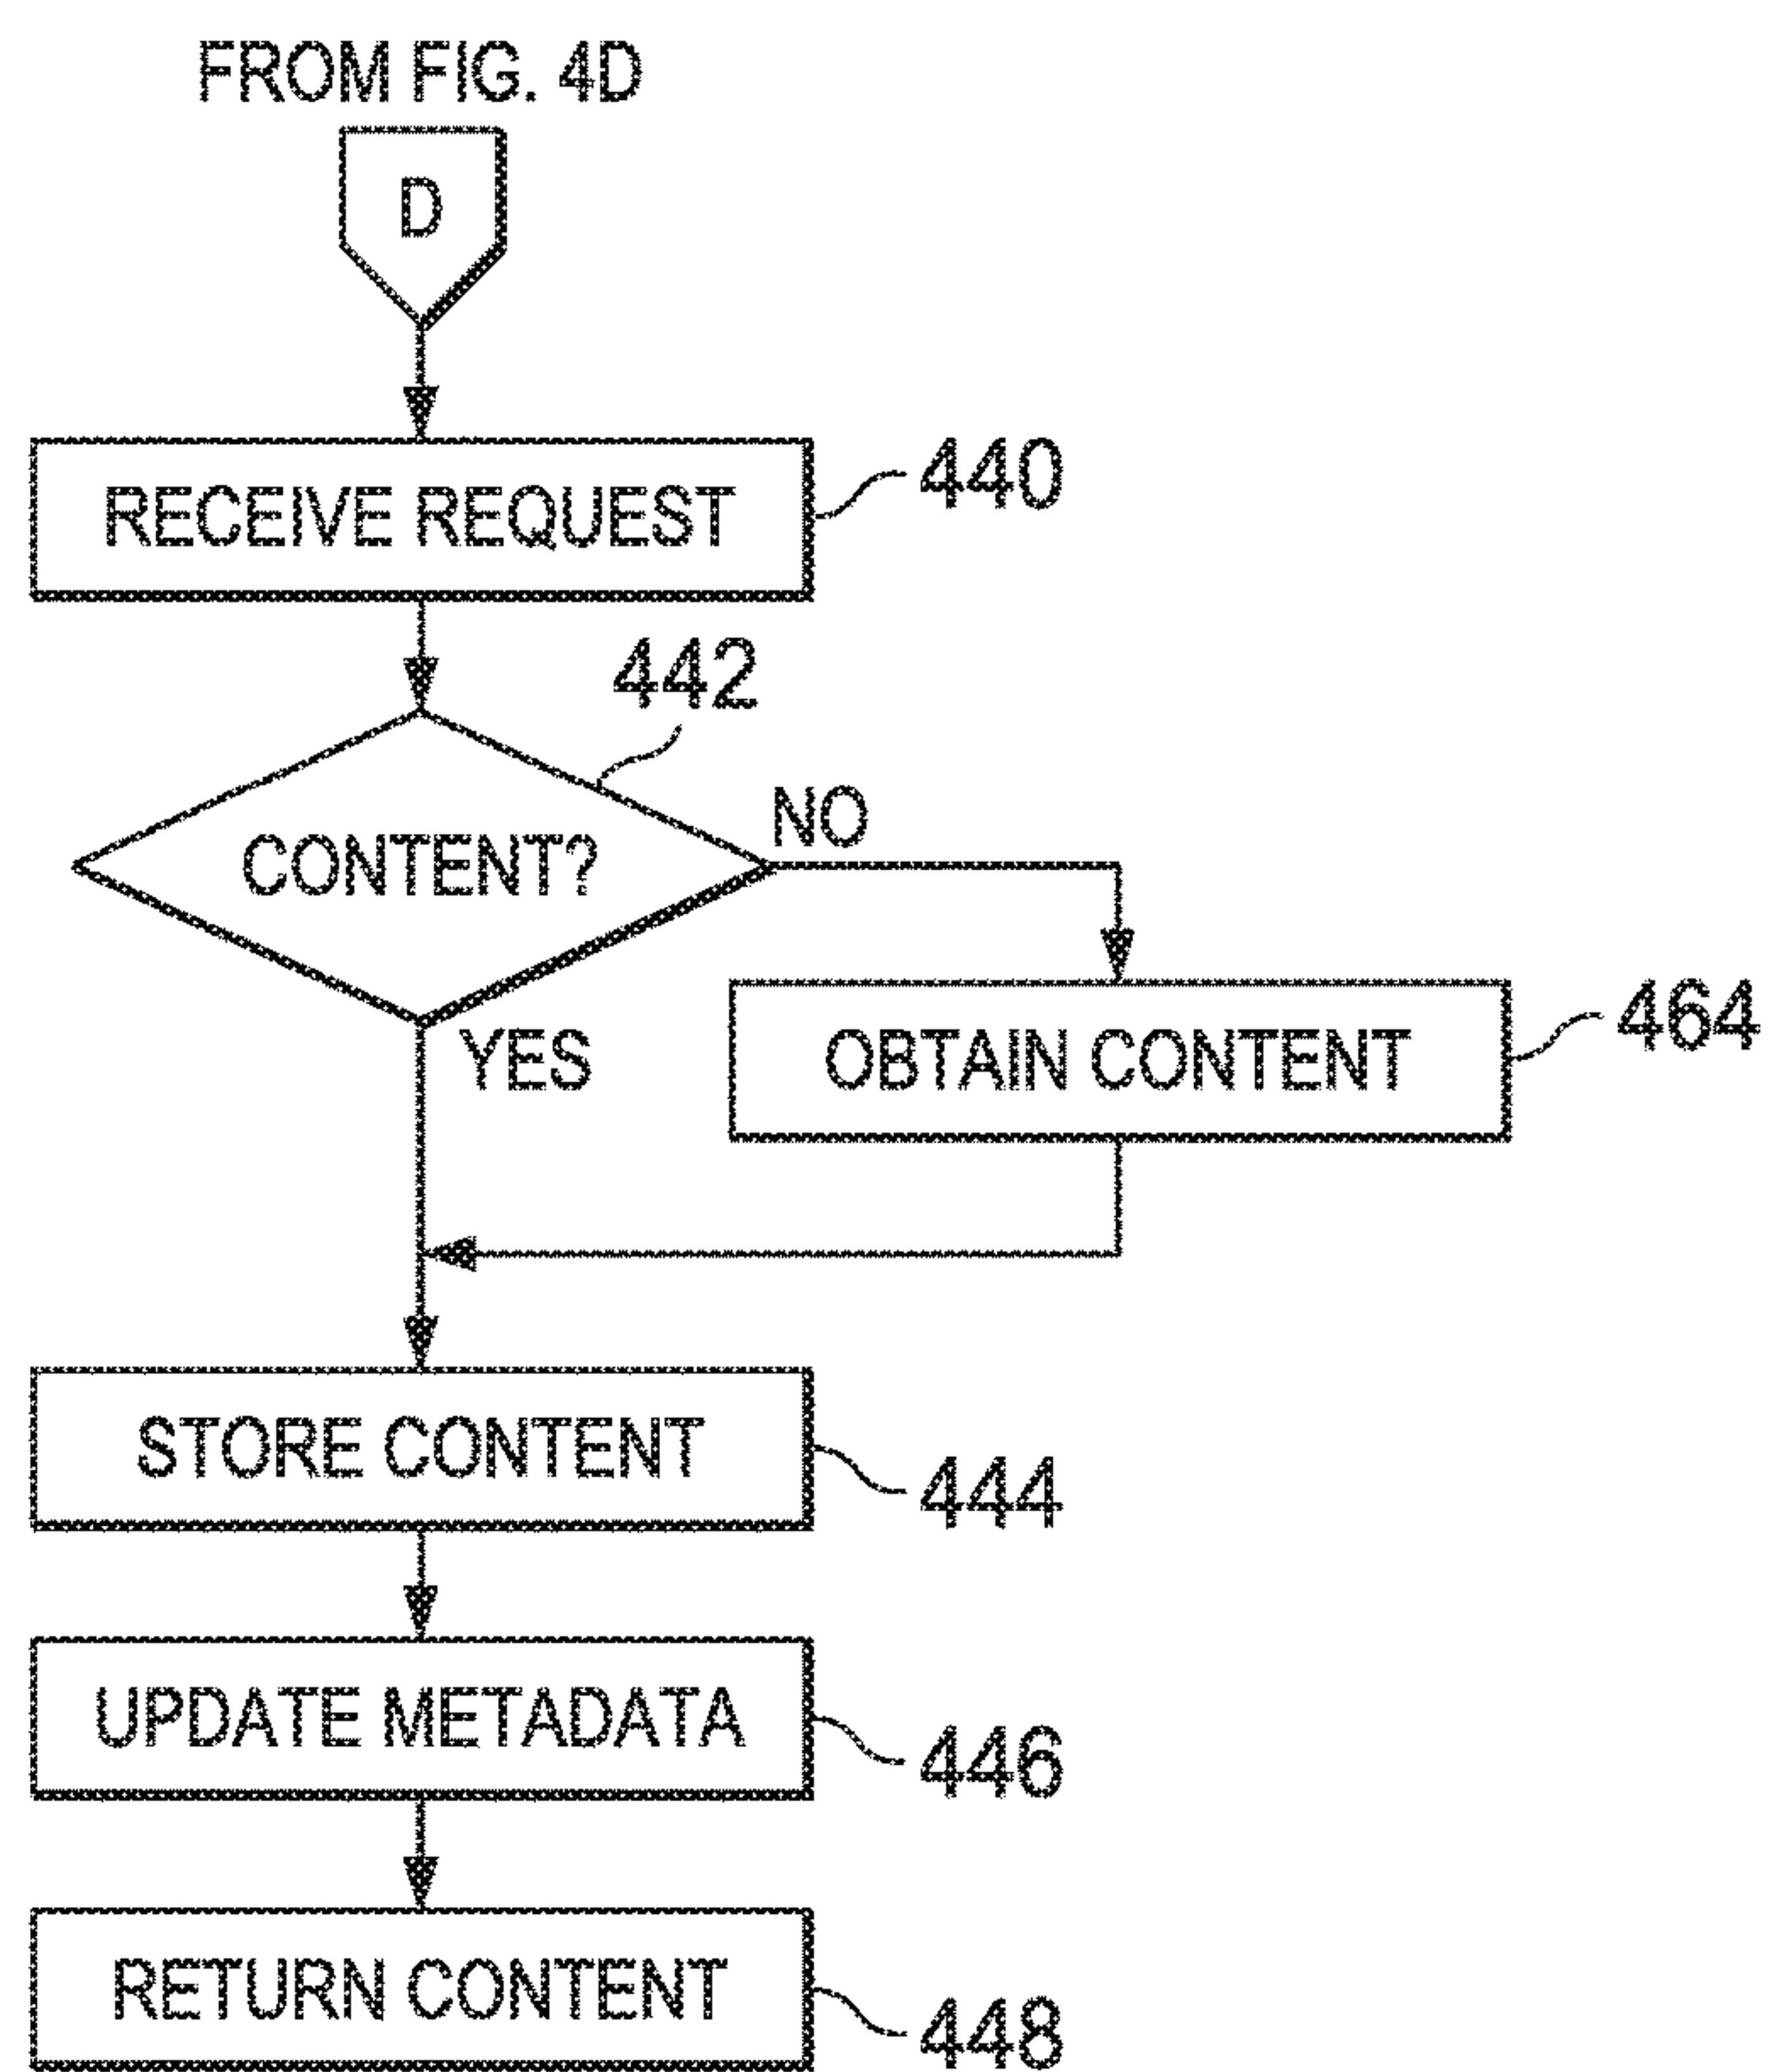 FROM FIG. 4D
D
RECEIVE REQUEST
440
442
CONTENT?
NO
YES
OBTAIN CONTENT
464
STORE CONTENT
444
UPDATE METADATA
446
RETURN CONTENT
448